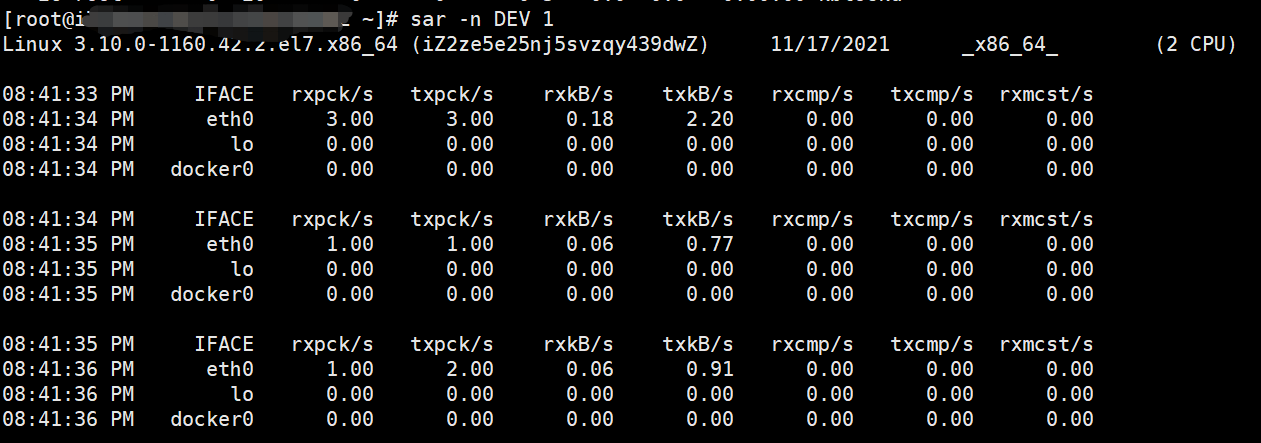 [root@i ~]# sar -n DEV 1
Linux 3.10.0-1160.42.2.el7.x86_64 (iZ2ze5e25nj5svzqy439dwZ) 11/17/2021 _x86_64_ (2 CPU)
08:41:33 PM IFACE rxpck/s txpck/s rxkB/s txkB/s rxcmp/s txcmp/s rxmcst/s
08:41:34 PM eth0 3.00 3.00 0.18 2.20 0.00 0.00 0.00
08:41:34 PM lo 0.00 0.00 0.00 0.00 0.00 0.00 0.00
08:41:34 PM docker0 0.00 0.00 0.00 0.00 0.00 0.00 0.00
08:41:34 PM IFACE rxpck/s txpck/s rxkB/s txkB/s rxcmp/s txcmp/s rxmcst/s
08:41:35 PM eth0 1.00 1.00 0.06 0.77 0.00 0.00 0.00
08:41:35 PM lo 0.00 0.00 0.00 0.00 0.00 0.00 0.00
08:41:35 PM docker0 0.00 0.00 0.00 0.00 0.00 0.00 0.00
08:41:35 PM IFACE rxpck/s txpck/s rxkB/s txkB/s rxcmp/s txcmp/s rxmcst/s
08:41:36 PM eth0 1.00 2.00 0.06 0.91 0.00 0.00 0.00
08:41:36 PM lo 0.00 0.00 0.00 0.00 0.00 0.00 0.00
08:41:36 PM docker0 0.00 0.00 0.00 0.00 0.00 0.00 0.00